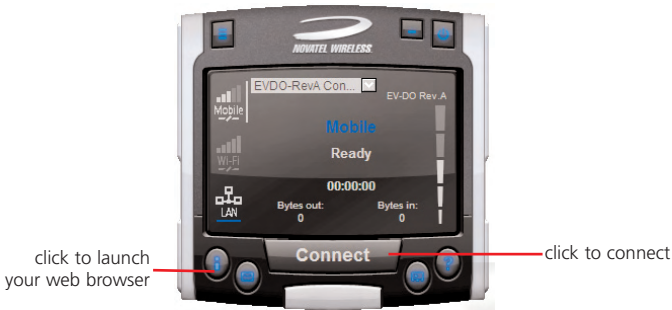 NOVATEL WIRELESS.
EVDO-RevA Con...
EV-DO Rev.A
Mobile
Mobile
Ready
Wi-Fi
00:00:00
LAN
Bytes out:
0
Bytes in:
0
Connect
click to launch
your web browser
click to connect